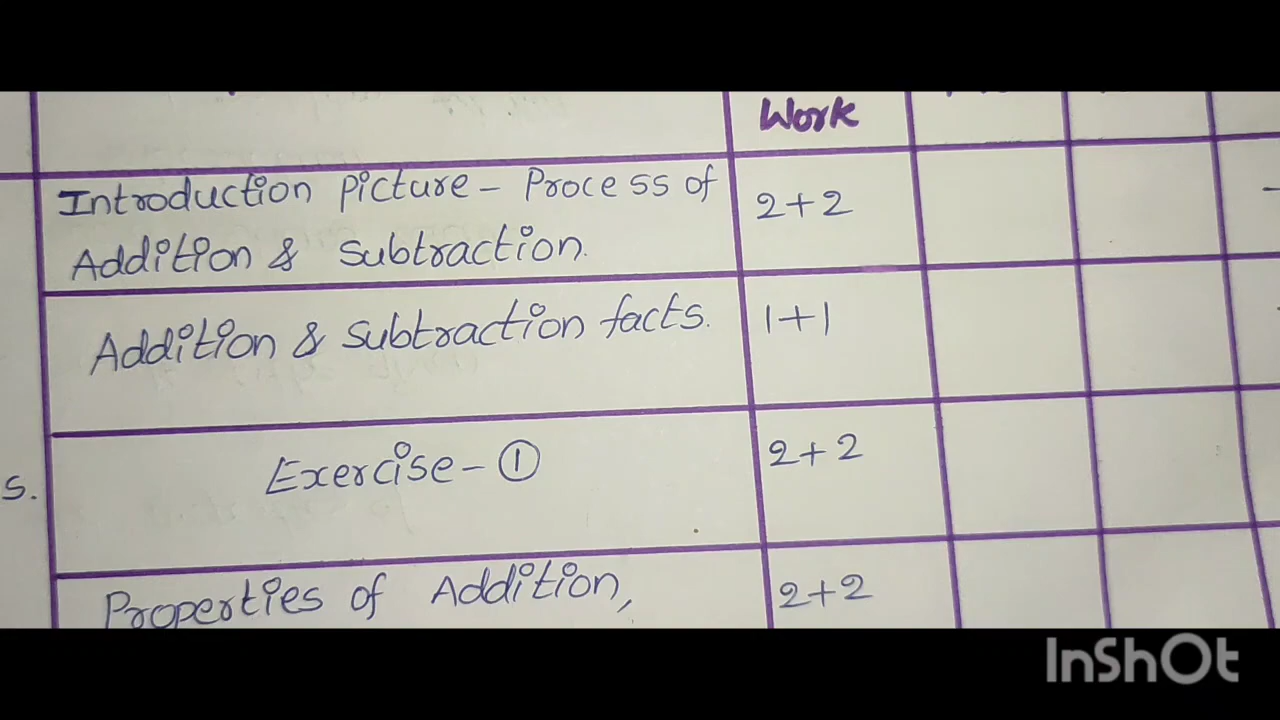 Work
Introduction Picture - Process of
Addition & Subtraction.
2+2
Addition & Subtraction facts.
1+1
S.
Exercise - ①
2+2
Properties of Addition,
2+2
InShOt